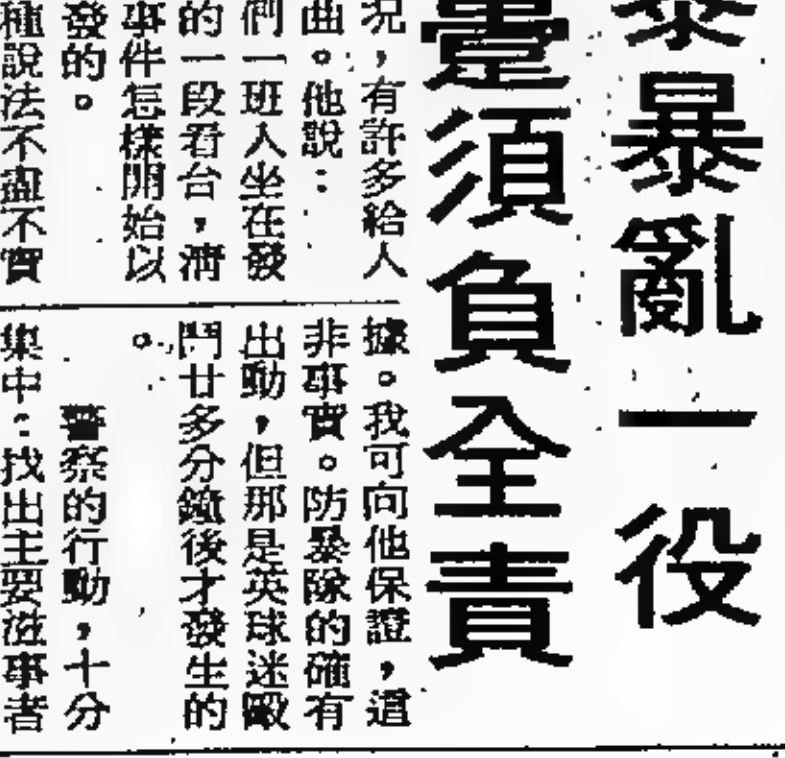 暴亂一役
須負全責
況，有許多給人
曲。他說：
們一班人坐在發
的一段看台，清
事件怎樣開始以
發的。
種說法不盡不實
據。我可向他保證，這
非事實。防暴隊的確有
出動，但那是英球迷毆
鬥廿多分鐘後才發生的
。
警察的行動，十分
集中：找出主要滋事者